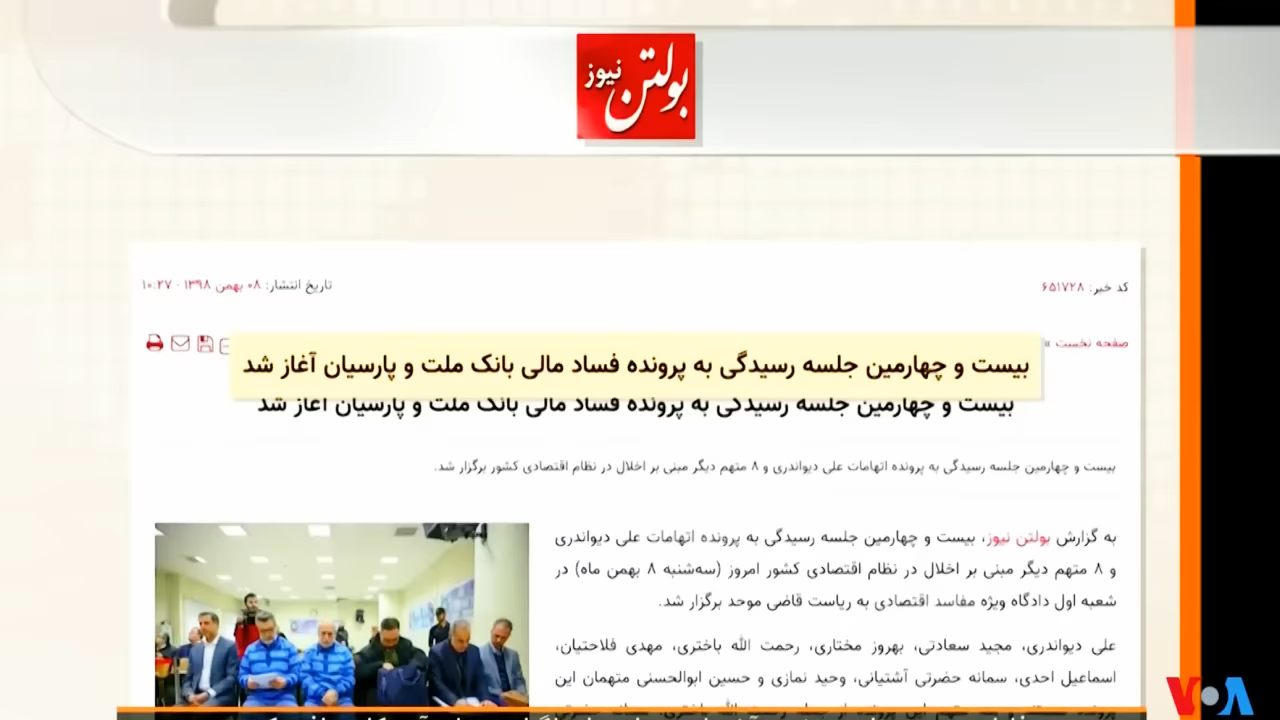 بولتن نیوز
کد خبر: ۶۵۱۷۲۸
تاریخ انتشار: ۰۸ بهمن ۱۳۹۸ - ۱۰:۲۷
صفحه نخست »
بیست و چهارمین جلسه رسیدگی به پرونده فساد مالی بانک ملت و پارسیان آغاز شد
بیست و چهارمین جلسه رسیدگی به پرونده فساد مالی بانک ملت و پارسیان آغاز شد
بیست و چهارمین جلسه رسیدگی به پرونده اتهامات علی دیواندری و ۸ متهم دیگر مبنی بر اخلال در نظام اقتصادی کشور برگزار شد.
به گزارش بولتن نیوز، بیست و چهارمین جلسه رسیدگی به پرونده اتهامات علی دیواندری
و ۸ متهم دیگر مبنی بر اخلال در نظام اقتصادی کشور امروز (سه‌شنبه ۸ بهمن ماه) در
شعبه اول دادگاه ویژه مفاسد اقتصادی به ریاست قاضی موحد برگزار شد.
علی دیواندری، مجید سعادتی، بهروز مختاری، رحمت الله باختری، مهدی فلاحتیان،
اسماعیل احدی، سمانه حضرتی آشتیانی، وحید نمازی و حسین ابوالحسنی متهمان این
VOA